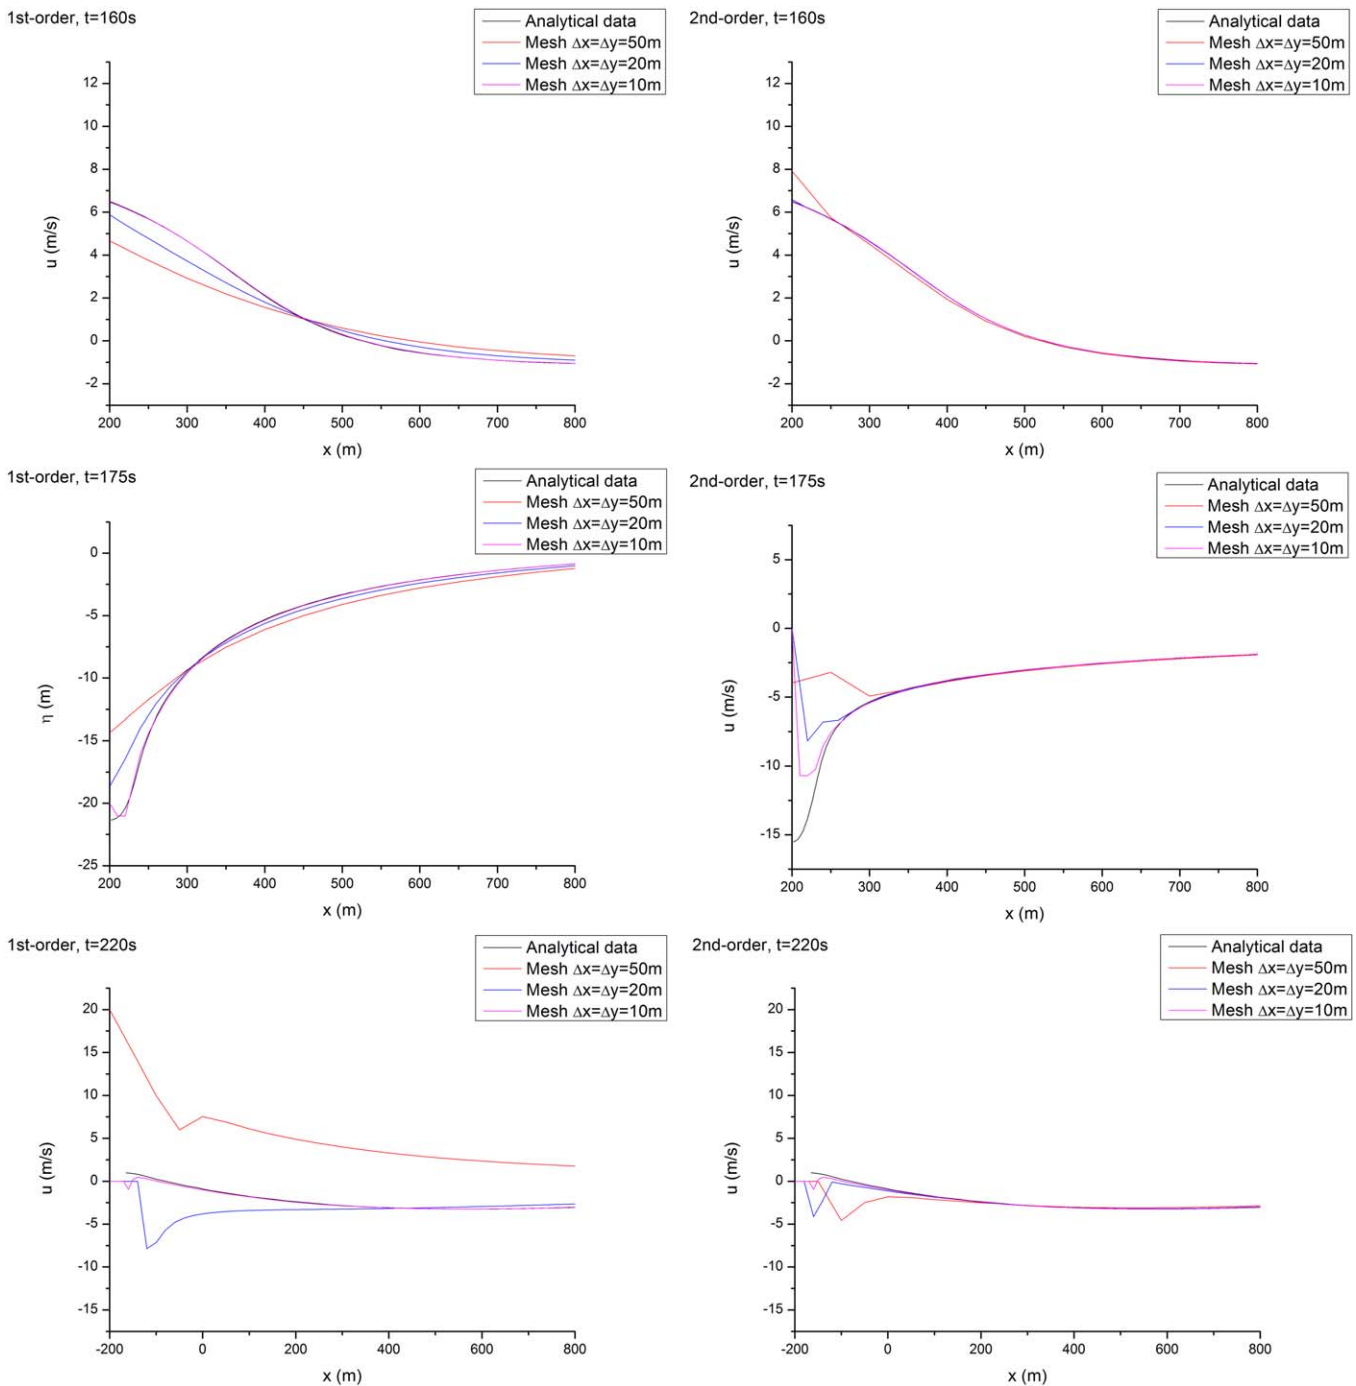 1st-order, t=160s
Analytical data
Mesh Δx=Δy=50m
Mesh Δx=Δy=20m
Mesh Δx=Δy=10m
12
10
8
6
4
2
0
-2
u (m/s)
200 300 400 500 600 700 800
x (m)
2nd-order, t=160s
Analytical data
Mesh Δx=Δy=50m
Mesh Δx=Δy=20m
Mesh Δx=Δy=10m
12
10
8
6
4
2
0
-2
u (m/s)
200 300 400 500 600 700 800
x (m)
1st-order, t=175s
Analytical data
Mesh Δx=Δy=50m
Mesh Δx=Δy=20m
Mesh Δx=Δy=10m
0
-5
-10
-15
-20
-25
η (m)
200 300 400 500 600 700 800
x (m)
2nd-order, t=175s
Analytical data
Mesh Δx=Δy=50m
Mesh Δx=Δy=20m
Mesh Δx=Δy=10m
5
0
-5
-10
-15
u (m/s)
200 300 400 500 600 700 800
x (m)
1st-order, t=220s
Analytical data
Mesh Δx=Δy=50m
Mesh Δx=Δy=20m
Mesh Δx=Δy=10m
20
15
10
5
0
-5
-10
-15
u (m/s)
-200 0 200 400 600 800
x (m)
2nd-order, t=220s
Analytical data
Mesh Δx=Δy=50m
Mesh Δx=Δy=20m
Mesh Δx=Δy=10m
20
15
10
5
0
-5
-10
-15
u (m/s)
-200 0 200 400 600 800
x (m)